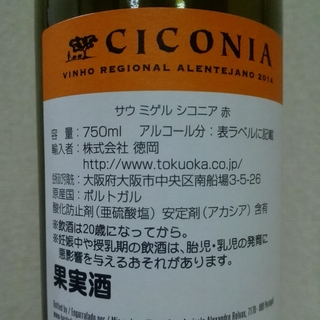 CICONIA
VINHO REGIONAL ALENTEJANO 2014
サウ ミゲル シコニア 赤
容量：750ml アルコール分：表ラベルに記載
輸入者：株式会社 徳岡
http://www.tokuoka.co.jp/
大阪府大阪市中央区南船場3-5-26
原産国：ポルトガル
酸化防止剤(亜硫酸塩) 安定剤(アカシア) 含有
※飲酒は20歳になってから。
※妊娠中や授乳期の飲酒は、胎児・乳児の発育に
悪影響を与えるおそれがあります。
果実酒